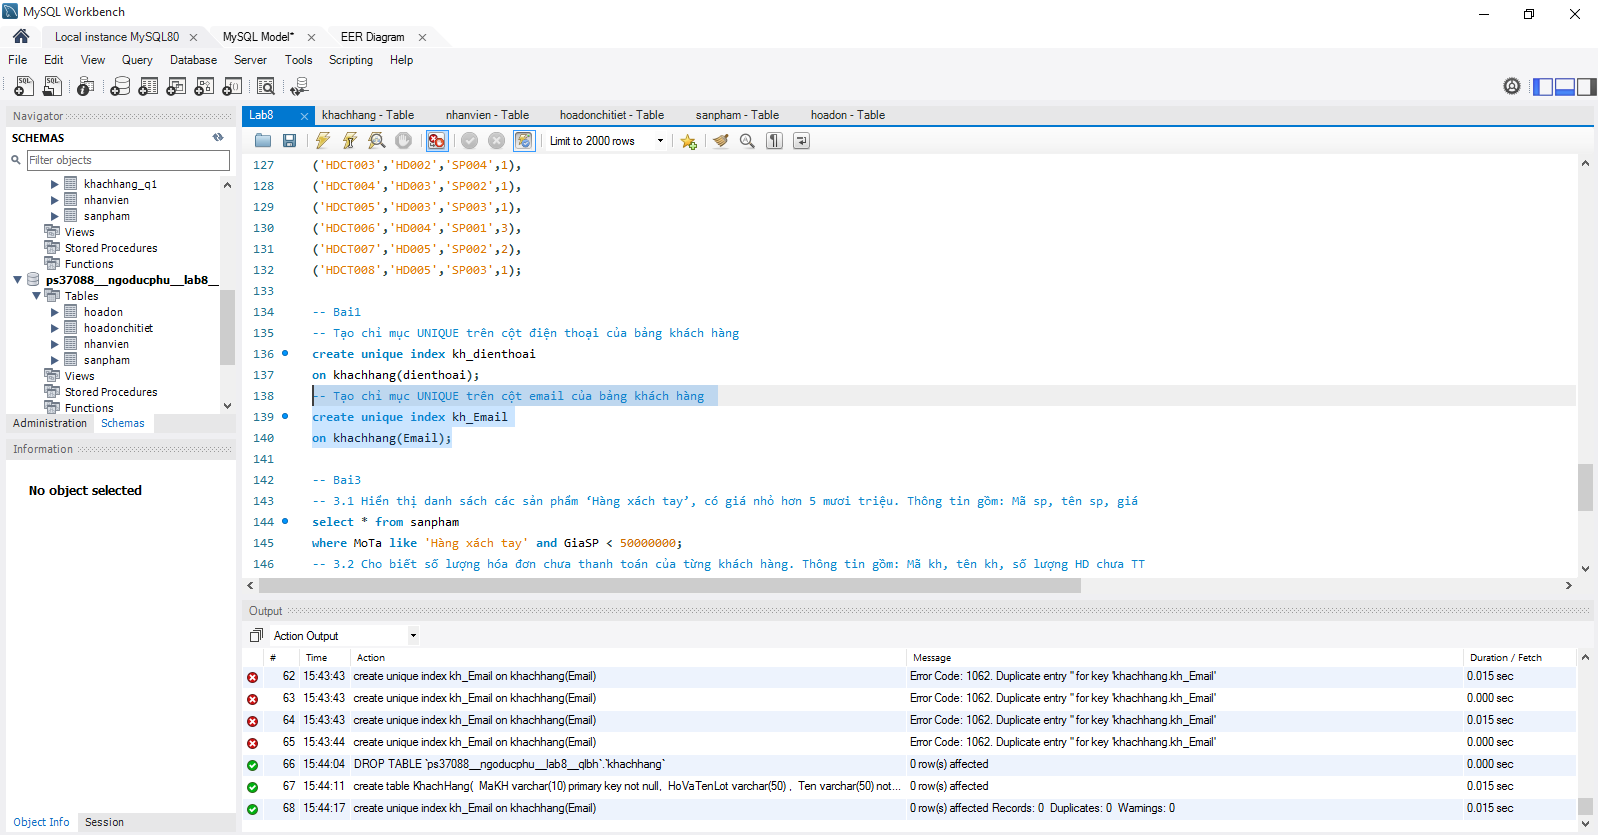 MySQL Workbench
Local instance MySQL80
MySQL Model*
EER Diagram
File Edit View Query Database Server Tools Scripting Help
Navigator
SCHEMAS
Filter objects
khachhang_q1
nhanvien
sanpham
Views
Stored Procedures
Functions
ps37088__ngoducphu__lab8__
Tables
hoadon
hoadonchitiet
nhanvien
sanpham
Views
Stored Procedures
Functions
Administration Schemas
Information
No object selected
Object Info Session
Lab8 khachhang - Table nhanvien - Table hoadonchitiet - Table sanpham - Table hoadon - Table
Limit to 2000 rows
127 ('HDCT003','HD002','SP004',1),
128 ('HDCT004','HD003','SP002',1),
129 ('HDCT005','HD003','SP003',1),
130 ('HDCT006','HD004','SP001',3),
131 ('HDCT007','HD005','SP002',2),
132 ('HDCT008','HD005','SP003',1);
133
134 -- Bai1
135 -- Tạo chỉ mục UNIQUE trên cột điện thoại của bảng khách hàng
136 create unique index kh_dienthoai
137 on khachhang(dienthoai);
138 -- Tạo chỉ mục UNIQUE trên cột email của bảng khách hàng
139 create unique index kh_Email
140 on khachhang(Email);
141
142 -- Bai3
143 -- 3.1 Hiển thị danh sách các sản phẩm ‘Hàng xách tay’, có giá nhỏ hơn 5 mươi triệu. Thông tin gồm: Mã sp, tên sp, giá
144 select * from sanpham
145 where MoTa like 'Hàng xách tay' and GiaSP < 50000000;
146 -- 3.2 Cho biết số lượng hóa đơn chưa thanh toán của từng khách hàng. Thông tin gồm: Mã kh, tên kh, số lượng HD chưa TT
Output
Action Output
# Time Action Message Duration / Fetch
62 15:43:43 create unique index kh_Email on khachhang(Email) Error Code: 1062. Duplicate entry '' for key 'khachhang.kh_Email' 0.015 sec
63 15:43:43 create unique index kh_Email on khachhang(Email) Error Code: 1062. Duplicate entry '' for key 'khachhang.kh_Email' 0.000 sec
64 15:43:43 create unique index kh_Email on khachhang(Email) Error Code: 1062. Duplicate entry '' for key 'khachhang.kh_Email' 0.015 sec
65 15:43:44 create unique index kh_Email on khachhang(Email) Error Code: 1062. Duplicate entry '' for key 'khachhang.kh_Email' 0.000 sec
66 15:44:04 DROP TABLE `ps37088__ngoducphu__lab8__qlbh`.`khachhang` 0 row(s) affected 0.000 sec
67 15:44:11 create table KhachHang( MaKH varchar(10) primary key not null, HoVaTenLot varchar(50) , Ten varchar(50) not... 0 row(s) affected 0.015 sec
68 15:44:17 create unique index kh_Email on khachhang(Email) 0 row(s) affected Records: 0 Duplicates: 0 Warnings: 0 0.015 sec